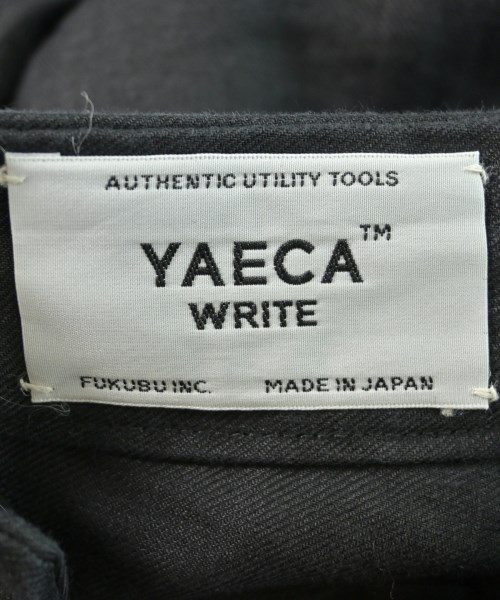 AUTHENTIC UTILITY TOOLS
YAECA™
WRITE
FUKUBU INC. MADE IN JAPAN